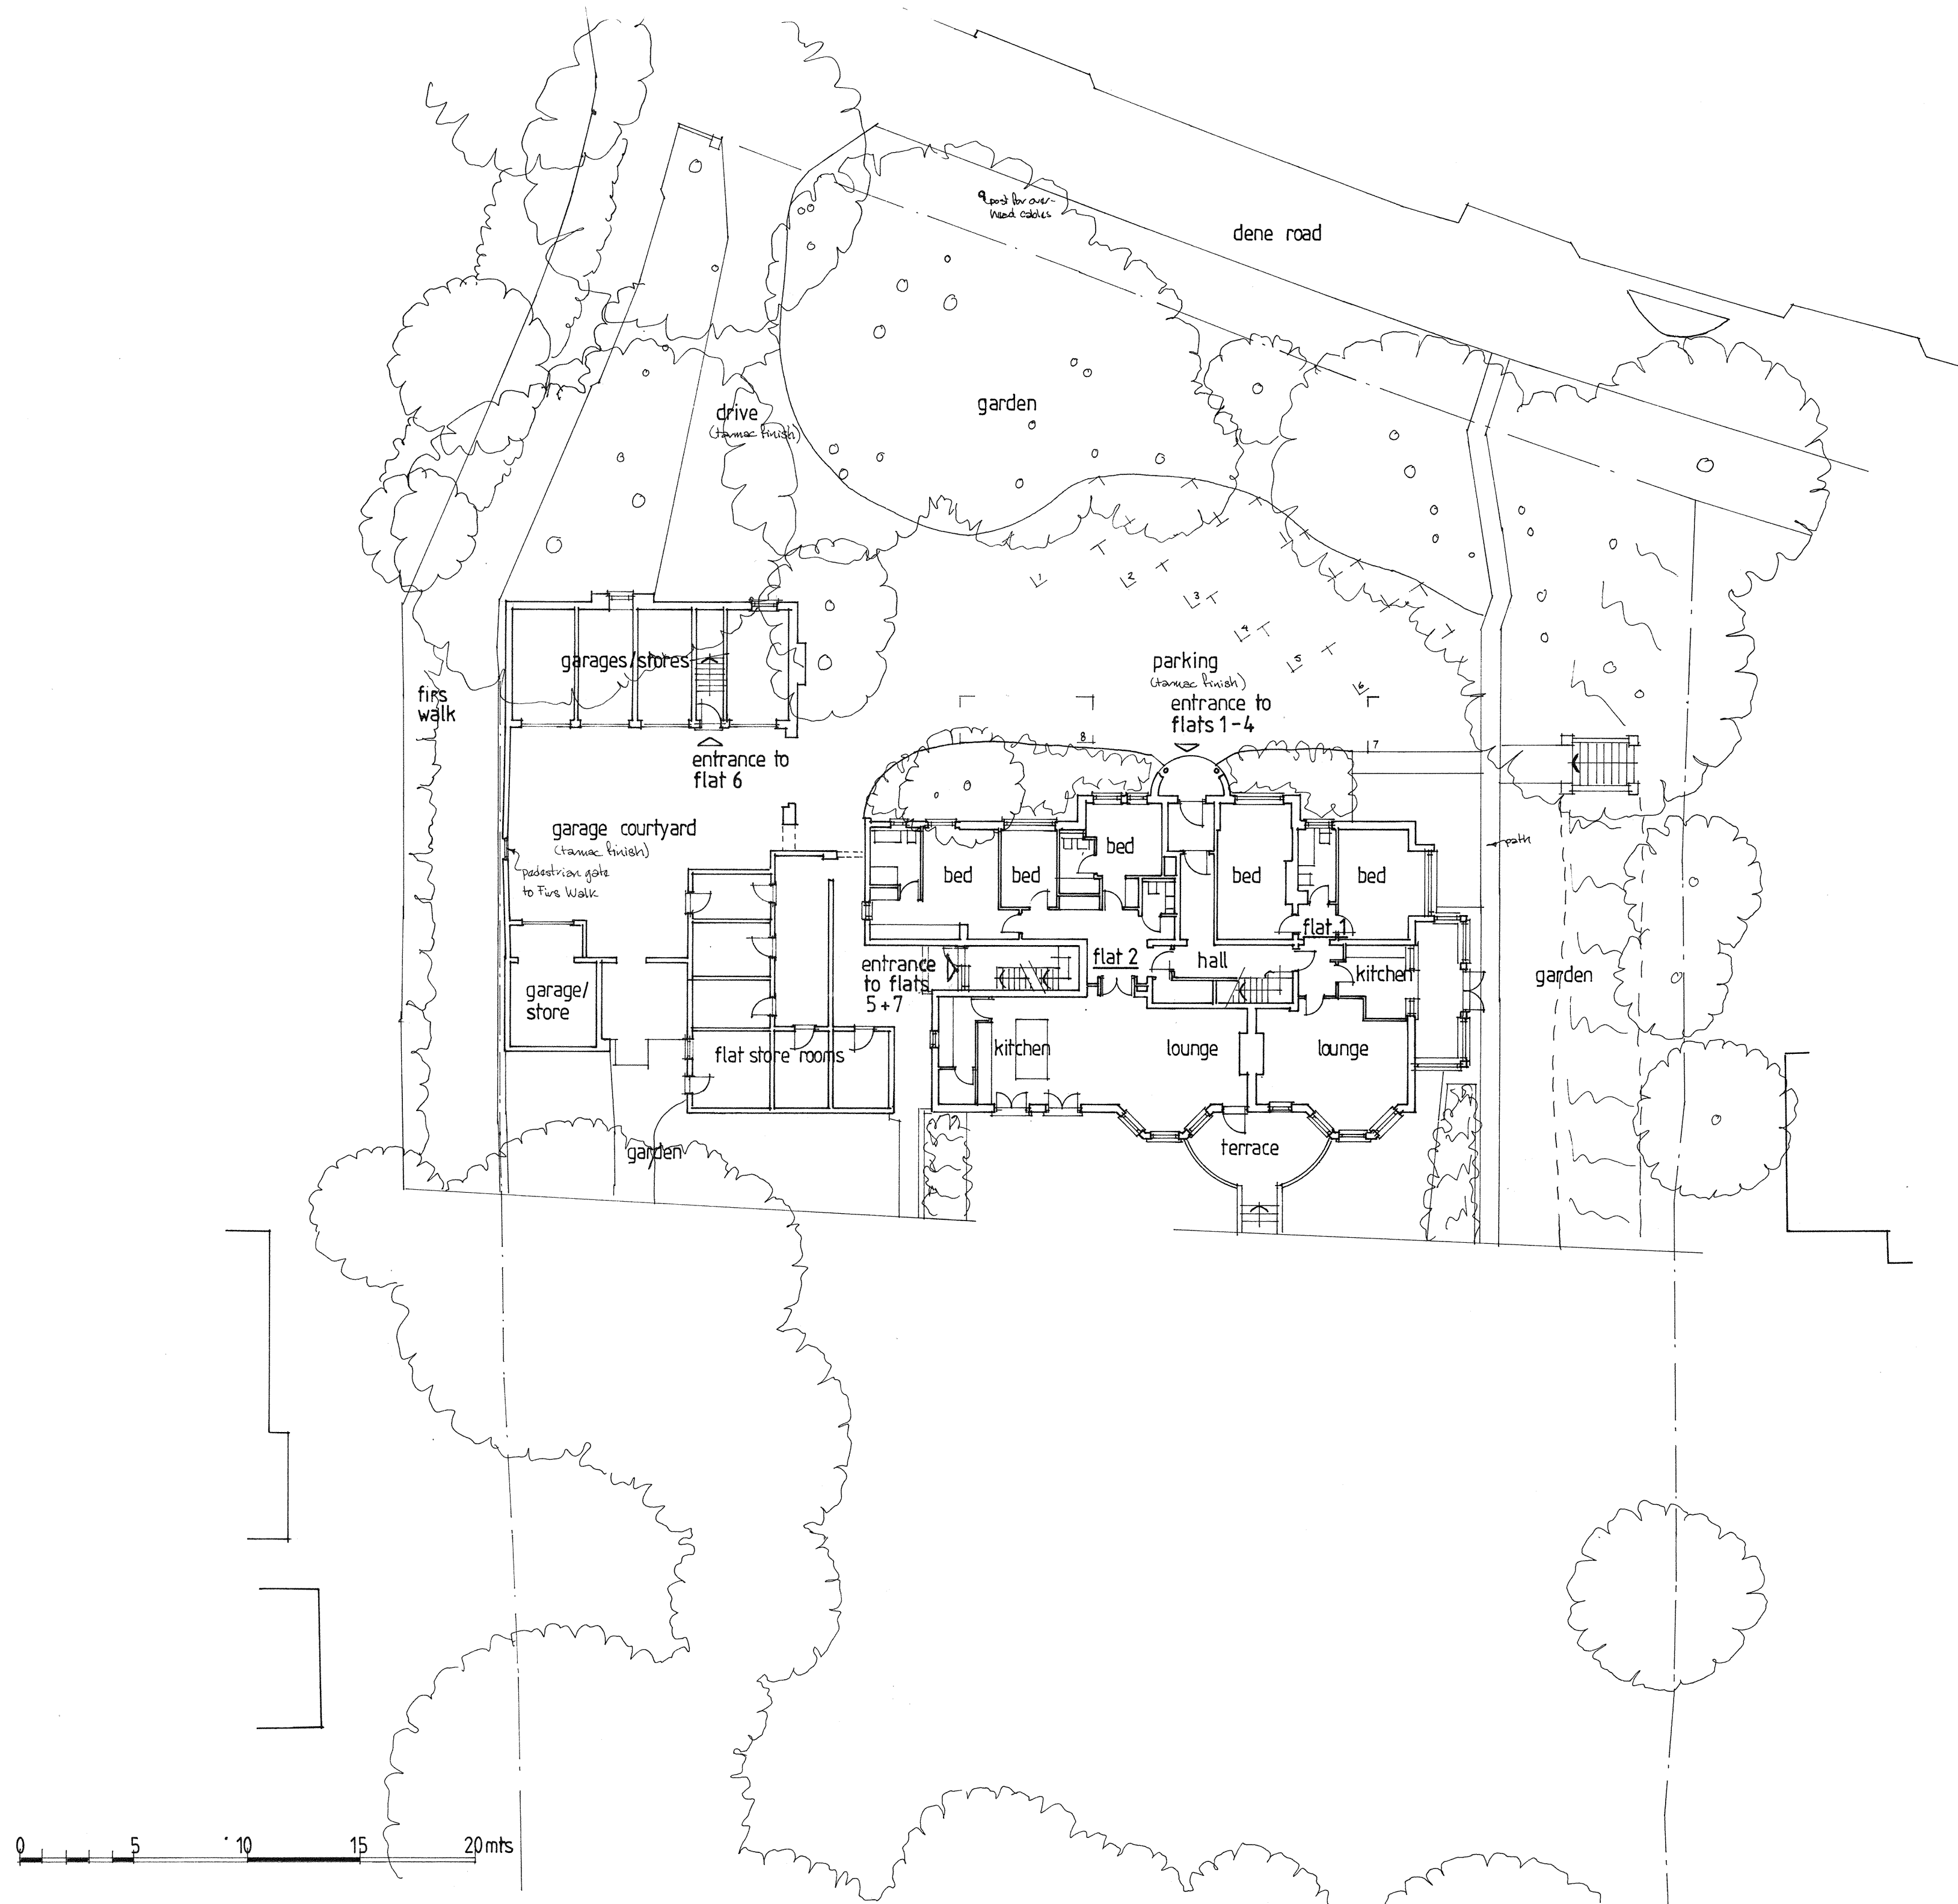 post for over-
head cables
dene road
drive
(tarmac finish)
garden
1
2
3
4
5
6
parking
(tarmac finish)
entrance to
flats 1-4
garages/stores
firs
walk
8
7
entrance to
flat 6
garage courtyard
(tarmac finish)
pedestrian gate
to Firs Walk
path
bed
bed
bed
bed
bed
flat 1
flat 2
hall
kitchen
entrance
to flats
5+7
garden
garage/
store
flat store rooms
kitchen
lounge
lounge
garden
terrace
0 5 10 15 20 mts